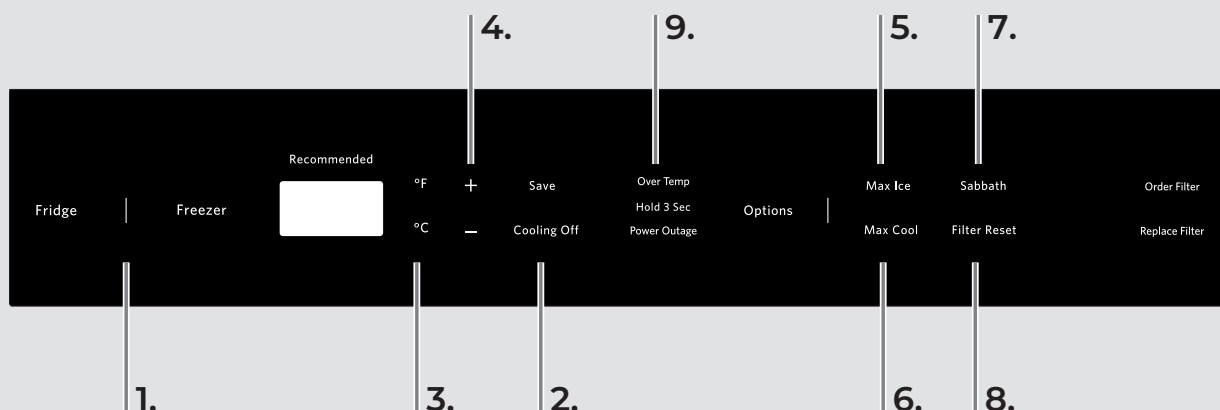 4.
9.
5.
7.
Recommended
°F
+
Save
Over Temp
Max Ice
Sabbath
Order Filter
Fridge
Freezer
Hold 3 Sec
Options
°C
–
Cooling Off
Power Outage
Max Cool
Filter Reset
Replace Filter
1.
3.
2.
6.
8.